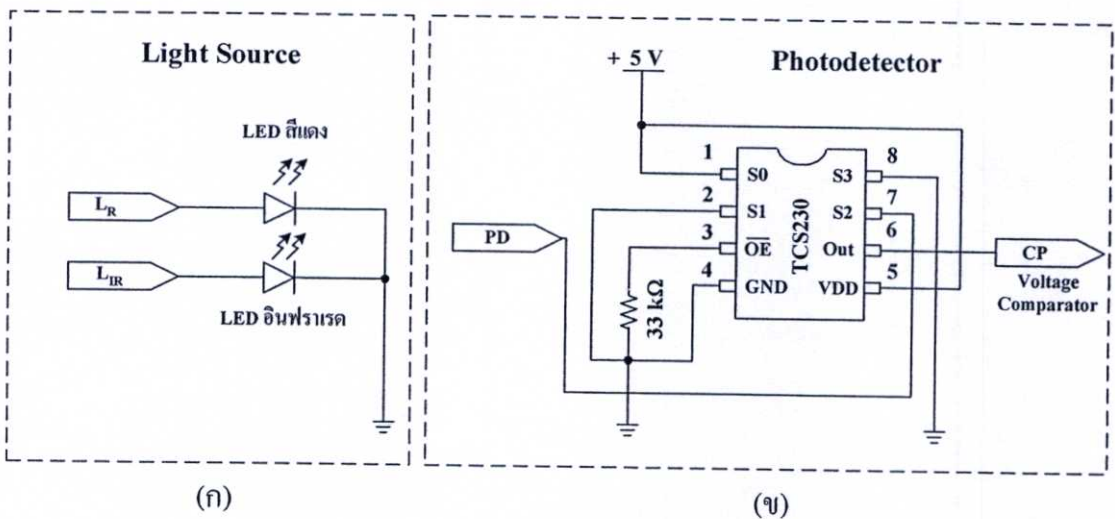 Light Source
LED สีแดง
L_R
L_IR
LED อินฟราเรด
(ก)
+ 5 V
Photodetector
PD
1
2
3
4
S0
S1
O̅E̅
GND
TCS230
S3
S2
Out
VDD
8
7
6
5
33 kΩ
CP
Voltage
Comparator
(ข)